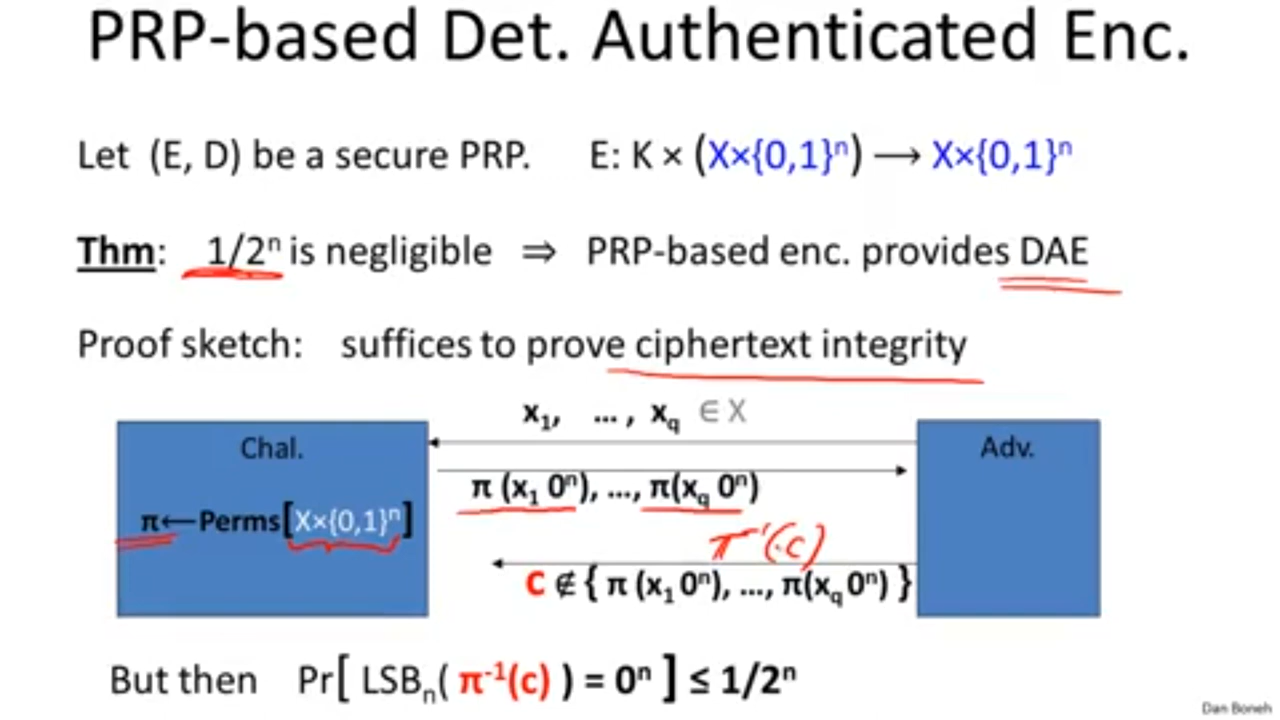 PRP-based Det. Authenticated Enc.
Let (E, D) be a secure PRP. E: K × (X×{0,1}ⁿ) ⟶ X×{0,1}ⁿ
Thm: 1/2ⁿ is negligible ⇒ PRP-based enc. provides DAE
Proof sketch: suffices to prove ciphertext integrity
x₁, ... , x_q ∈ X
Chal.
Adv.
π (x₁ 0ⁿ), ..., π(x_q 0ⁿ)
π⟵Perms[X×{0,1}ⁿ]
π⁻¹(c)
c ∉ { π (x₁ 0ⁿ), ..., π(x_q 0ⁿ) }
But then Pr[ LSBₙ( π⁻¹(c) ) = 0ⁿ ] ≤ 1/2ⁿ
Dan Boneh